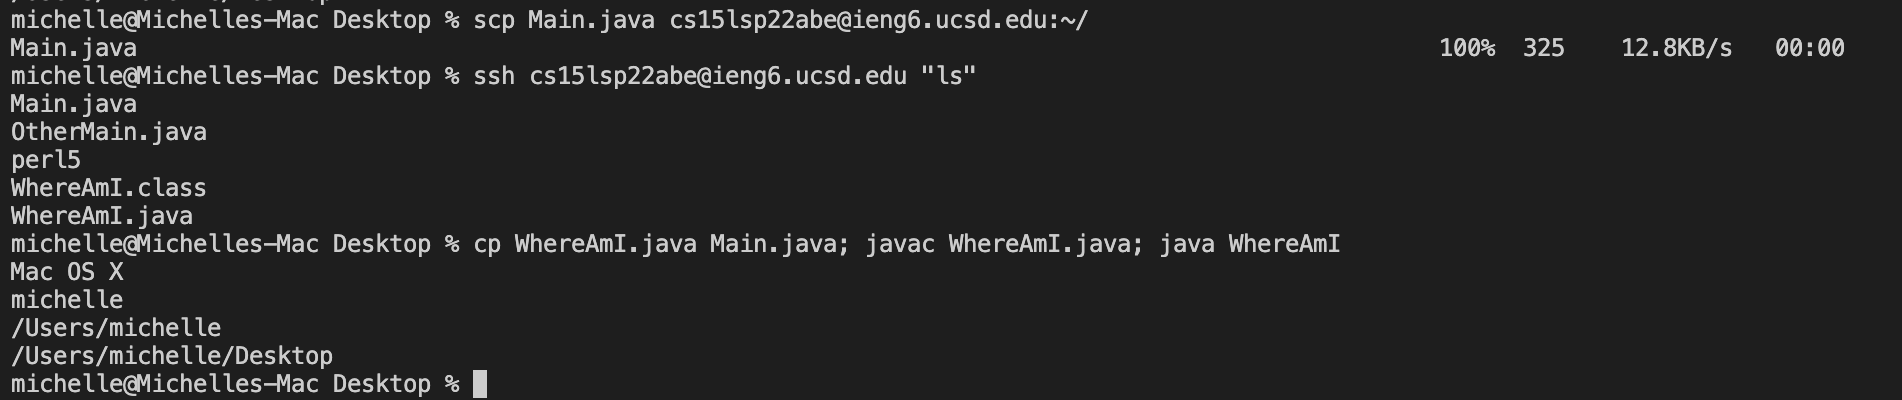 michelle@Michelles-Mac Desktop % scp Main.java cs15lsp22abe@ieng6.ucsd.edu:~/
Main.java 100% 325 12.8KB/s 00:00
michelle@Michelles-Mac Desktop % ssh cs15lsp22abe@ieng6.ucsd.edu "ls"
Main.java
OtherMain.java
perl5
WhereAmI.class
WhereAmI.java
michelle@Michelles-Mac Desktop % cp WhereAmI.java Main.java; javac WhereAmI.java; java WhereAmI
Mac OS X
michelle
/Users/michelle
/Users/michelle/Desktop
michelle@Michelles-Mac Desktop %